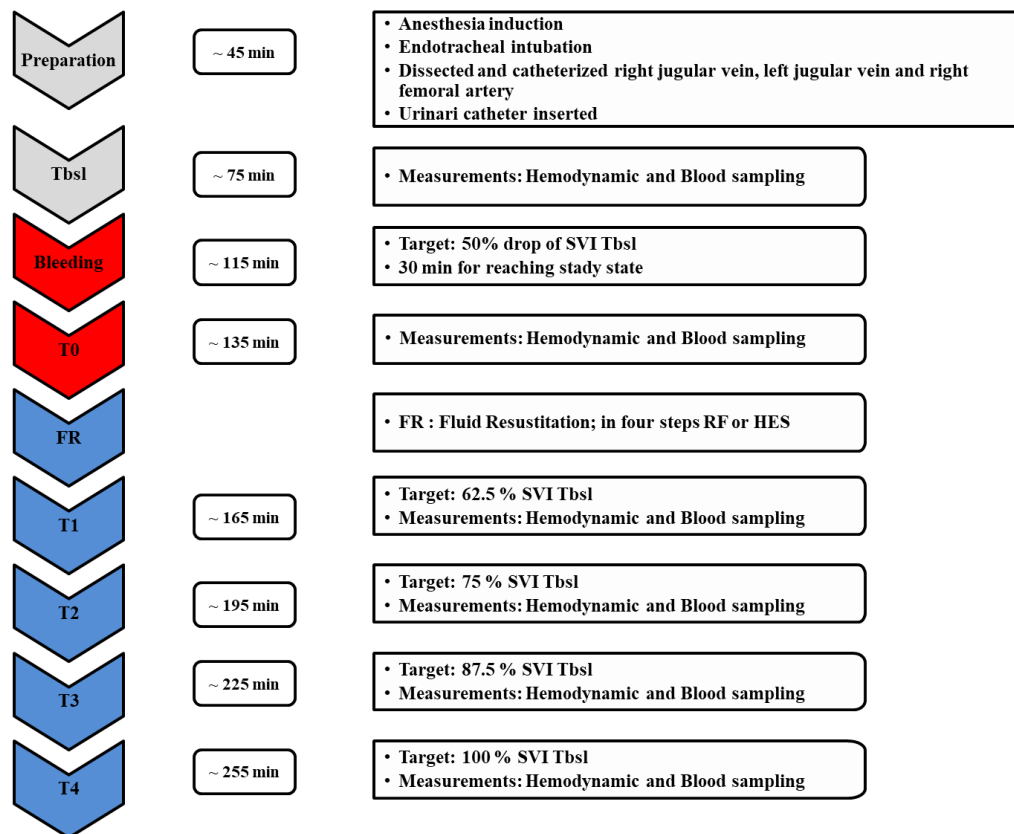 Preparation
~ 45 min
• Anesthesia induction
• Endotracheal intubation
• Dissected and catheterized right jugular vein, left jugular vein and right
femoral artery
• Urinari catheter inserted
Tbsl
~ 75 min
• Measurements: Hemodynamic and Blood sampling
Bleeding
~ 115 min
• Target: 50% drop of SVI Tbsl
• 30 min for reaching stady state
T0
~ 135 min
• Measurements: Hemodynamic and Blood sampling
FR
• FR : Fluid Resustitation; in four steps RF or HES
T1
~ 165 min
• Target: 62.5 % SVI Tbsl
• Measurements: Hemodynamic and Blood sampling
T2
~ 195 min
• Target: 75 % SVI Tbsl
• Measurements: Hemodynamic and Blood sampling
T3
~ 225 min
• Target: 87.5 % SVI Tbsl
• Measurements: Hemodynamic and Blood sampling
T4
~ 255 min
• Target: 100 % SVI Tbsl
• Measurements: Hemodynamic and Blood sampling